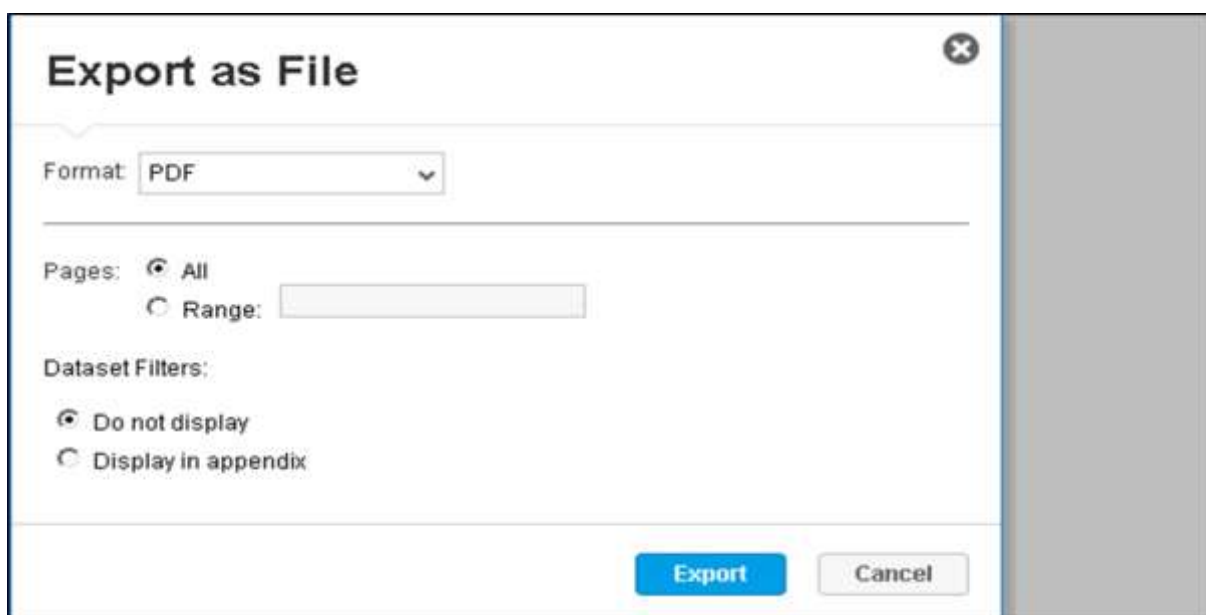 Export as File
Format: PDF
Pages: All
Range:
Dataset Filters:
Do not display
Display in appendix
Export Cancel